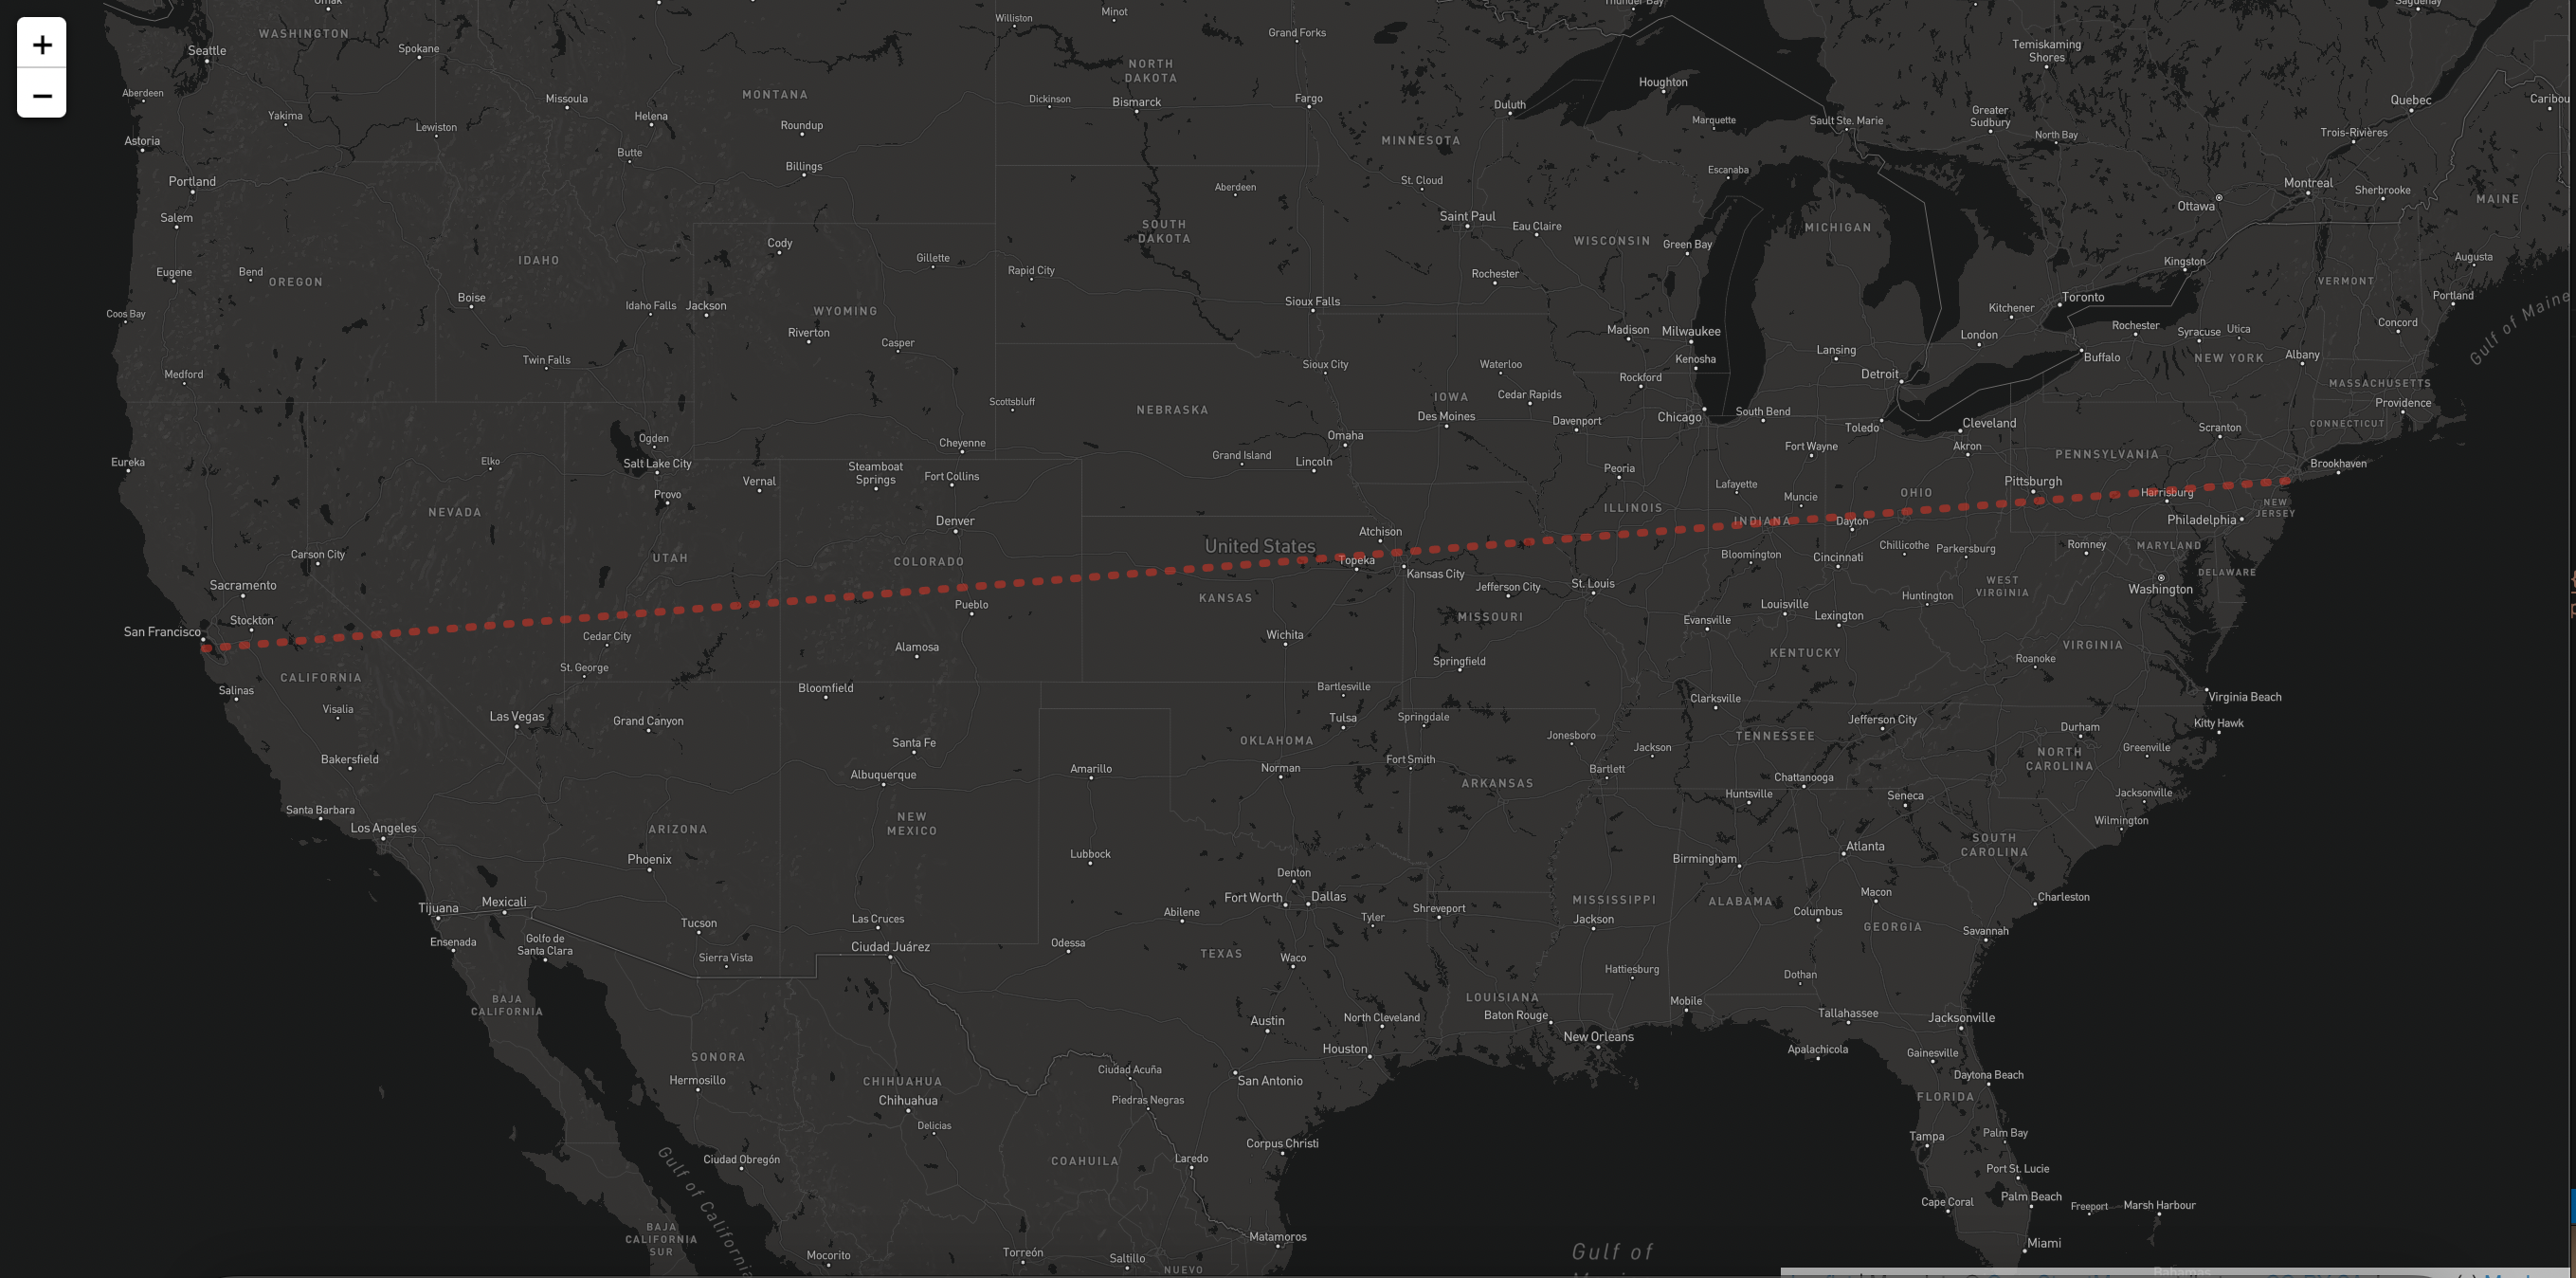 +
−
Omak
Williston
Minot
Grand Forks
Thunder Bay
Saguenay
WASHINGTON
Seattle
Spokane
NORTH
DAKOTA
Temiskaming
Shores
Aberdeen
Missoula
MONTANA
Dickinson
Bismarck
Fargo
Duluth
Houghton
Quebec
Caribou
Yakima
Lewiston
Helena
Roundup
Marquette
Sault Ste. Marie
Greater
Sudbury
North Bay
Trois-Rivières
Astoria
Butte
Billings
MINNESOTA
Escanaba
Portland
Aberdeen
St. Cloud
Montreal
Sherbrooke
MAINE
Ottawa
Salem
SOUTH
DAKOTA
Saint Paul
Eau Claire
WISCONSIN
Green Bay
MICHIGAN
Cody
Gillette
Rapid City
Rochester
Kingston
Augusta
Eugene
Bend
OREGON
IDAHO
VERMONT
Boise
Idaho Falls
Jackson
WYOMING
Sioux Falls
Toronto
Kitchener
Portland
Coos Bay
Riverton
Casper
Madison
Milwaukee
London
Rochester
Syracuse
Utica
Concord
Gulf of Maine
Twin Falls
Sioux City
Waterloo
Kenosha
Lansing
Buffalo
NEW YORK
Albany
Medford
Scottsbluff
NEBRASKA
IOWA
Cedar Rapids
Rockford
Detroit
MASSACHUSETTS
Providence
Des Moines
Davenport
Chicago
South Bend
Toledo
Cleveland
Scranton
CONNECTICUT
Ogden
Cheyenne
Omaha
Fort Wayne
Akron
PENNSYLVANIA
Eureka
Elko
Salt Lake City
Steamboat
Springs
Fort Collins
Grand Island
Lincoln
Peoria
Lafayette
Brookhaven
Provo
Vernal
Muncie
OHIO
Pittsburgh
Harrisburg
NEW
JERSEY
NEVADA
Denver
ILLINOIS
INDIANA
Dayton
Philadelphia
Atchison
United States
Carson City
UTAH
COLORADO
Topeka
Kansas City
Bloomington
Cincinnati
Chillicothe
Parkersburg
Romney
MARYLAND
Sacramento
KANSAS
Jefferson City
St. Louis
WEST
VIRGINIA
Washington
DELAWARE
Stockton
Pueblo
MISSOURI
Louisville
Lexington
Huntington
San Francisco
Cedar City
Wichita
Evansville
Alamosa
KENTUCKY
VIRGINIA
St. George
Springfield
Roanoke
CALIFORNIA
Salinas
Bloomfield
Bartlesville
Clarksville
Virginia Beach
Visalia
Las Vegas
Grand Canyon
Tulsa
Springdale
Jefferson City
Durham
Kitty Hawk
Santa Fe
OKLAHOMA
Jonesboro
Jackson
TENNESSEE
NORTH
CAROLINA
Greenville
Bakersfield
Albuquerque
Amarillo
Norman
Fort Smith
ARKANSAS
Bartlett
Chattanooga
Santa Barbara
Huntsville
Seneca
Jacksonville
Los Angeles
ARIZONA
NEW
MEXICO
Wilmington
Phoenix
Lubbock
Birmingham
Atlanta
SOUTH
CAROLINA
Denton
Tijuana
Mexicali
Fort Worth
Dallas
MISSISSIPPI
ALABAMA
Macon
Charleston
Tucson
Las Cruces
Abilene
Tyler
Shreveport
Jackson
Columbus
GEORGIA
Ensenada
Golfo de
Santa Clara
Ciudad Juárez
Odessa
TEXAS
Waco
Savannah
Sierra Vista
Hattiesburg
Dothan
BAJA
CALIFORNIA
LOUISIANA
Mobile
Austin
North Cleveland
Baton Rouge
Tallahassee
Jacksonville
New Orleans
Houston
Apalachicola
Gainesville
SONORA
Ciudad Acuña
San Antonio
Daytona Beach
Hermosillo
CHIHUAHUA
Chihuahua
Piedras Negras
FLORIDA
Delicias
Corpus Christi
Tampa
Palm Bay
Gulf of California
Ciudad Obregón
COAHUILA
Laredo
Port St. Lucie
Cape Coral
Palm Beach
Freeport
Marsh Harbour
BAJA
CALIFORNIA
SUR
Matamoros
Gulf of
Miami
Mocorito
Torreón
Saltillo
NUEVO